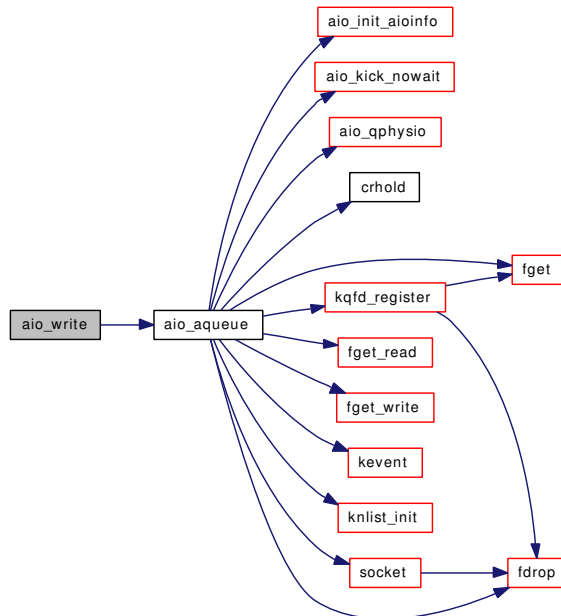 aio_write
aio_aqueue
aio_init_aioinfo
aio_kick_nowait
aio_qphysio
crhold
kqfd_register
fget
fget_read
fget_write
kevent
knlist_init
socket
fdrop